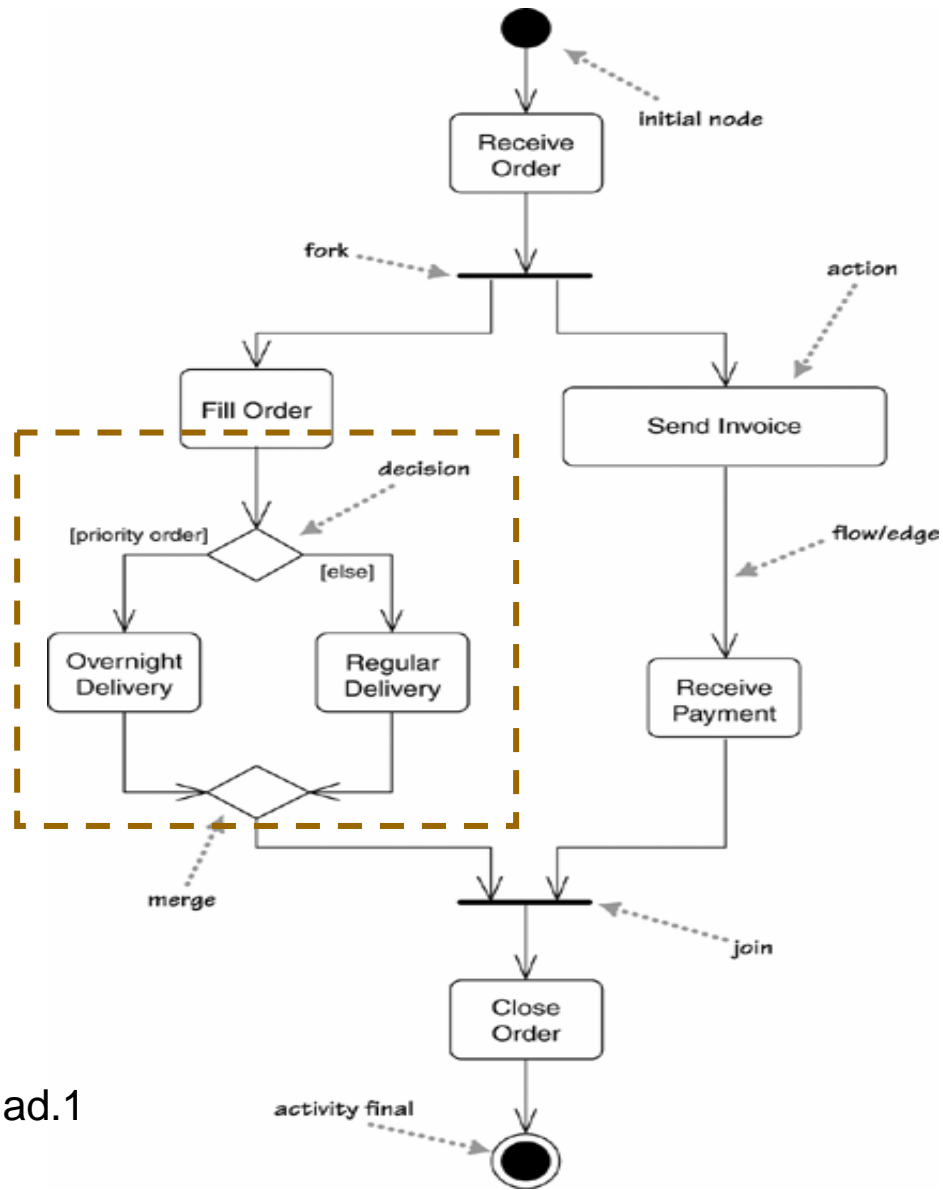 initial node
Receive
Order
fork
action
Fill Order
Send Invoice
decision
[priority order]
[else]
flow/edge
Overnight
Delivery
Regular
Delivery
Receive
Payment
merge
join
Close
Order
ad.1
activity final